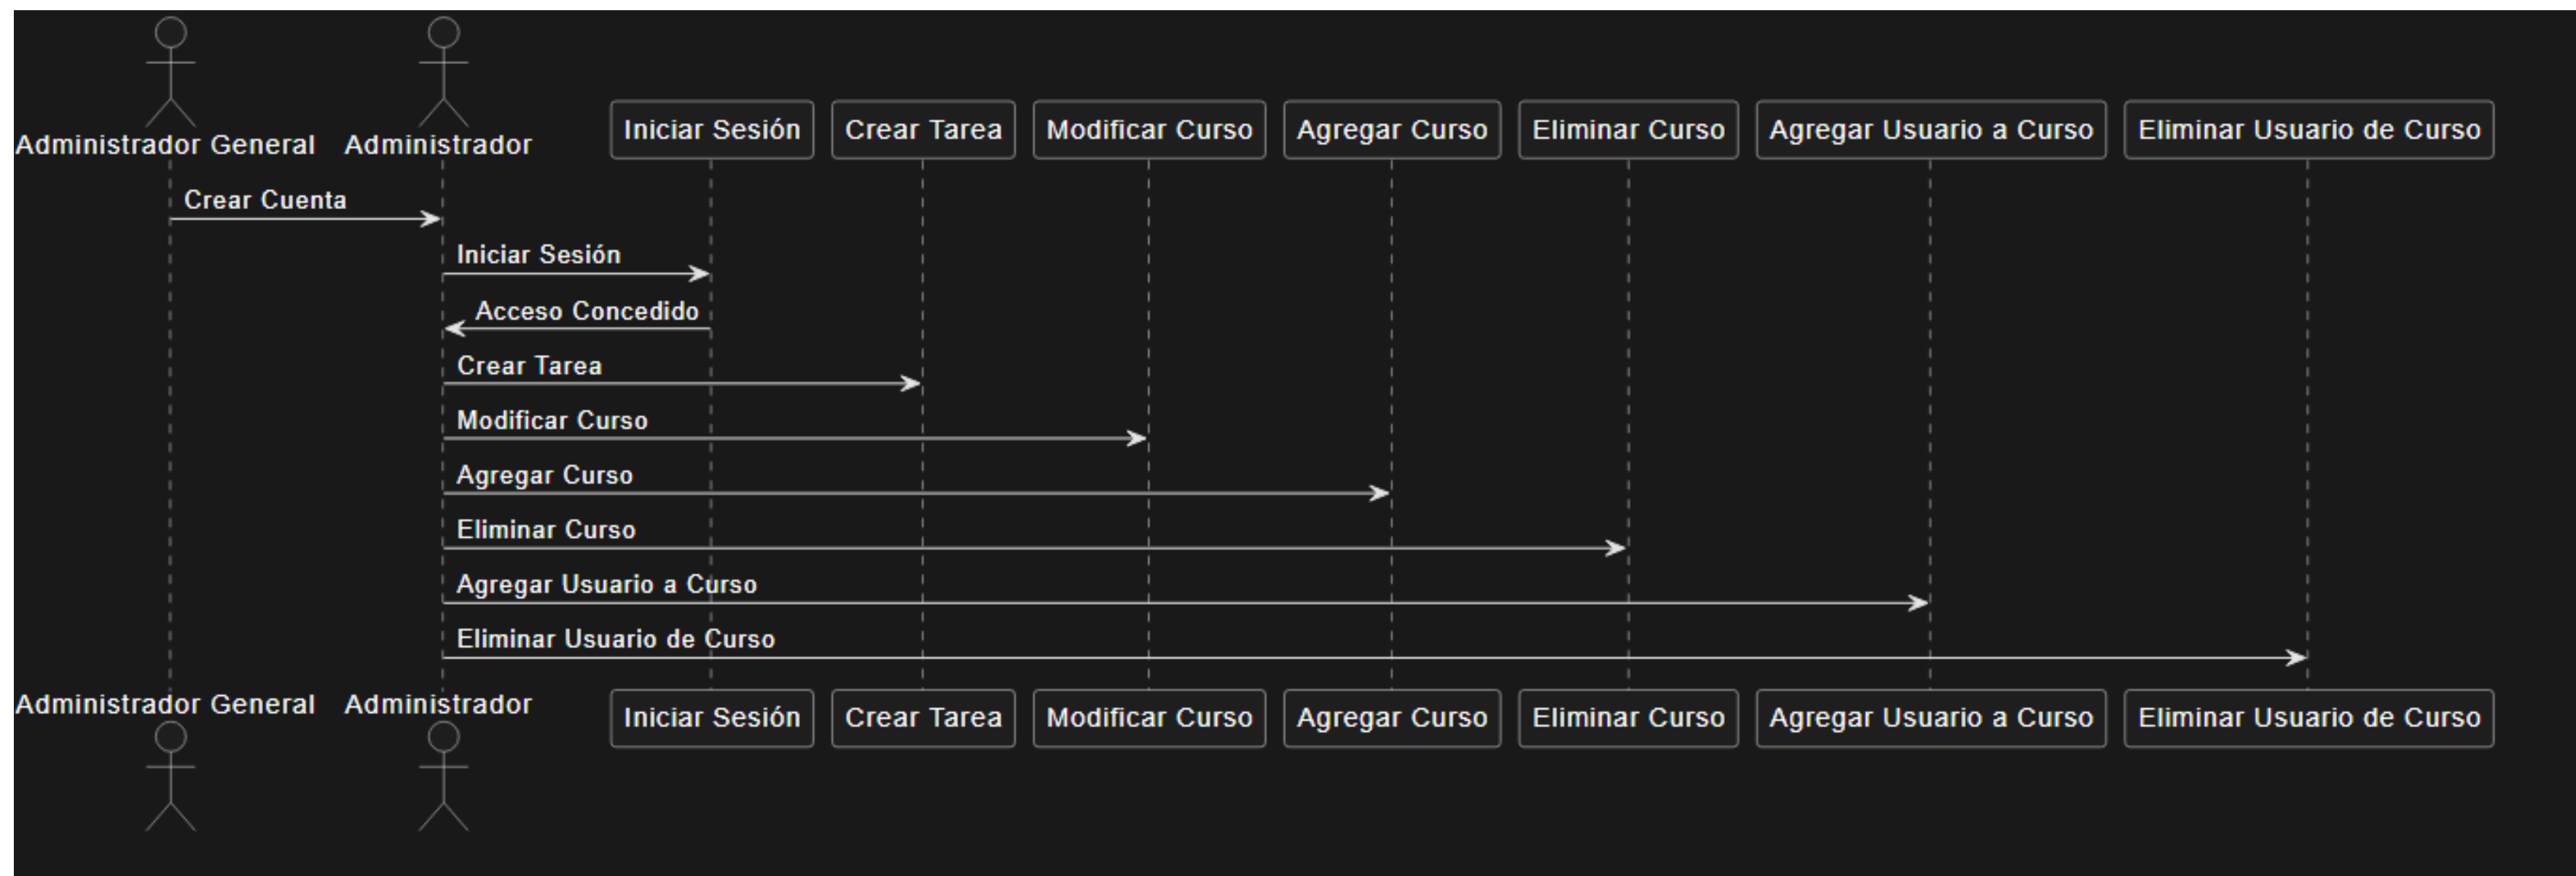 Administrador General
Administrador
Iniciar Sesión
Crear Tarea
Modificar Curso
Agregar Curso
Eliminar Curso
Agregar Usuario a Curso
Eliminar Usuario de Curso
Crear Cuenta
Iniciar Sesión
Acceso Concedido
Crear Tarea
Modificar Curso
Agregar Curso
Eliminar Curso
Agregar Usuario a Curso
Eliminar Usuario de Curso
Administrador General
Administrador
Iniciar Sesión
Crear Tarea
Modificar Curso
Agregar Curso
Eliminar Curso
Agregar Usuario a Curso
Eliminar Usuario de Curso